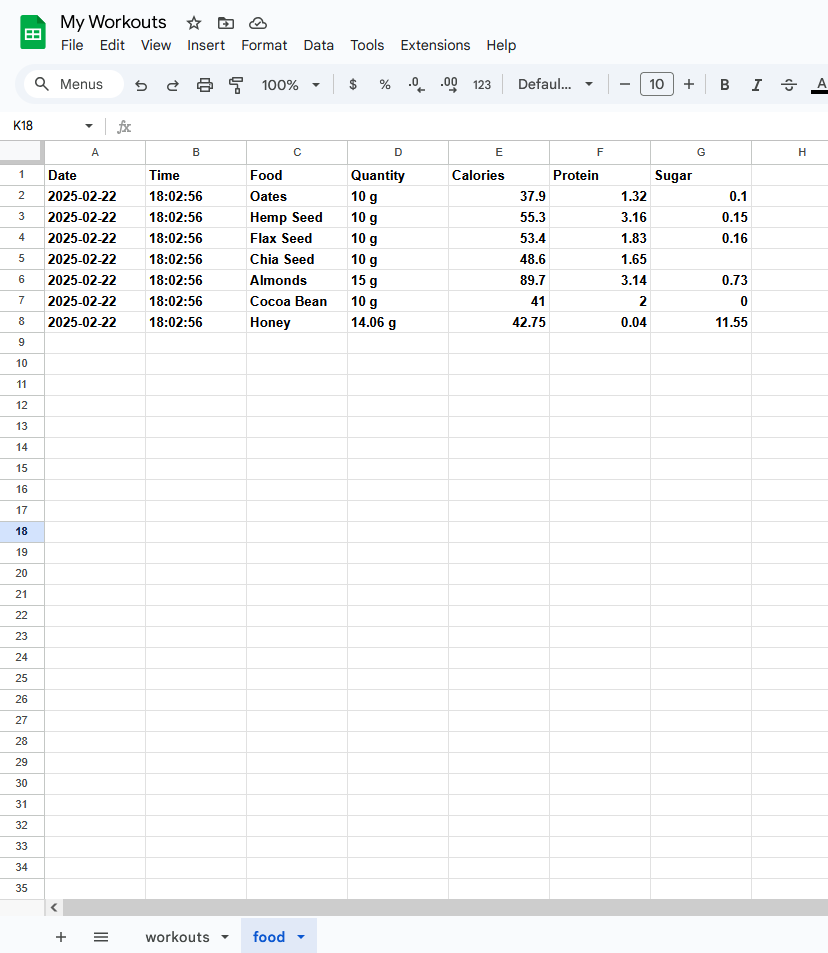 My Workouts
File Edit View Insert Format Data Tools Extensions Help
Menus 100% $ % .0 .00 123 Defaul... 10 B I A
K18 fx
A B C D E F G H
1 Date Time Food Quantity Calories Protein Sugar
2 2025-02-22 18:02:56 Oates 10 g 37.9 1.32 0.1
3 2025-02-22 18:02:56 Hemp Seed 10 g 55.3 3.16 0.15
4 2025-02-22 18:02:56 Flax Seed 10 g 53.4 1.83 0.16
5 2025-02-22 18:02:56 Chia Seed 10 g 48.6 1.65
6 2025-02-22 18:02:56 Almonds 15 g 89.7 3.14 0.73
7 2025-02-22 18:02:56 Cocoa Bean 10 g 41 2 0
8 2025-02-22 18:02:56 Honey 14.06 g 42.75 0.04 11.55
9
10
11
12
13
14
15
16
17
18
19
20
21
22
23
24
25
26
27
28
29
30
31
32
33
34
35
workouts food